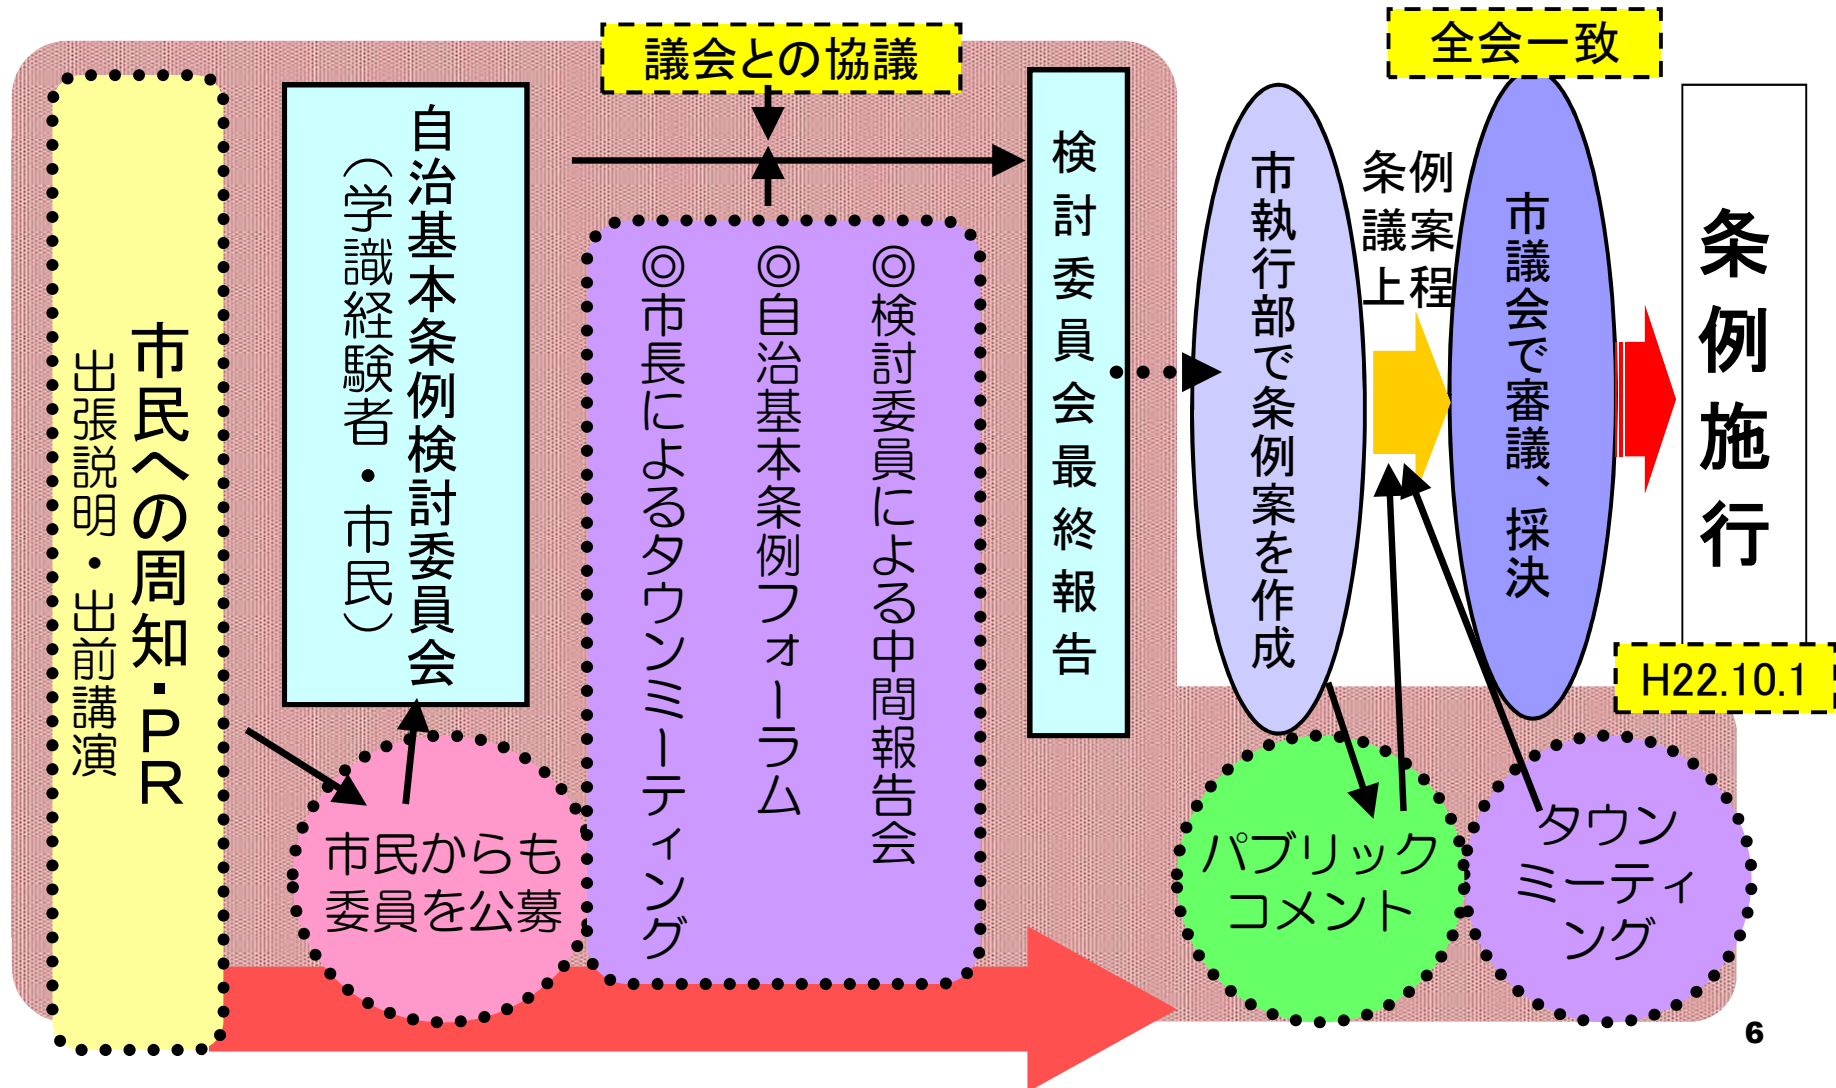 議会との協議
全会一致
市民への周知・PR
出張説明・出前講演
自治基本条例検討委員会
（学識経験者・市民）
市民からも
委員を公募
◎市長によるタウンミーティング
◎自治基本条例フォーラム
◎検討委員による中間報告会
検討委員会最終報告
市執行部で条例案を作成
条例
議案
上程
市議会で審議、採決
条例施行
H22.10.1
パブリック
コメント
タウン
ミーティ
ング
6